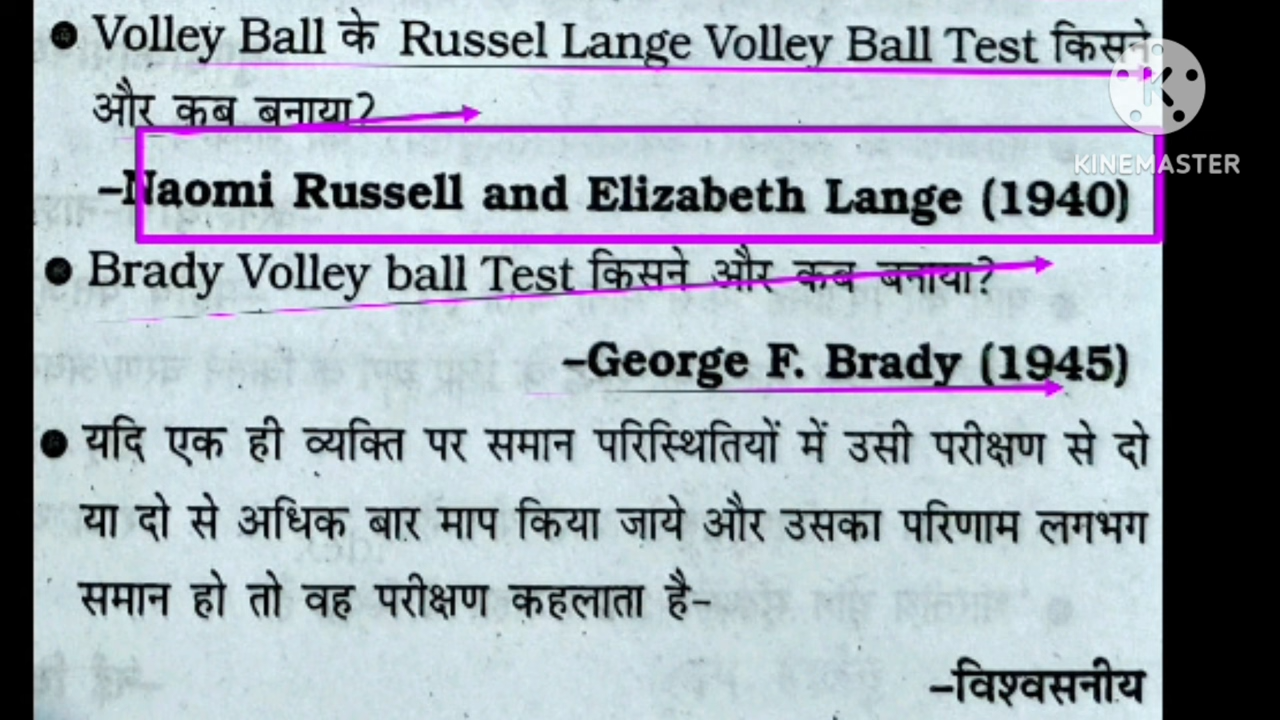 ● Volley Ball के Russel Lange Volley Ball Test किसने
और कब बनाया?
–Naomi Russell and Elizabeth Lange (1940)
● Brady Volley ball Test किसने और कब बनाया?
–George F. Brady (1945)
● यदि एक ही व्यक्ति पर समान परिस्थितियों में उसी परीक्षण से दो
या दो से अधिक बार माप किया जाये और उसका परिणाम लगभग
समान हो तो वह परीक्षण कहलाता है–
–विश्वसनीय
KINEMASTER